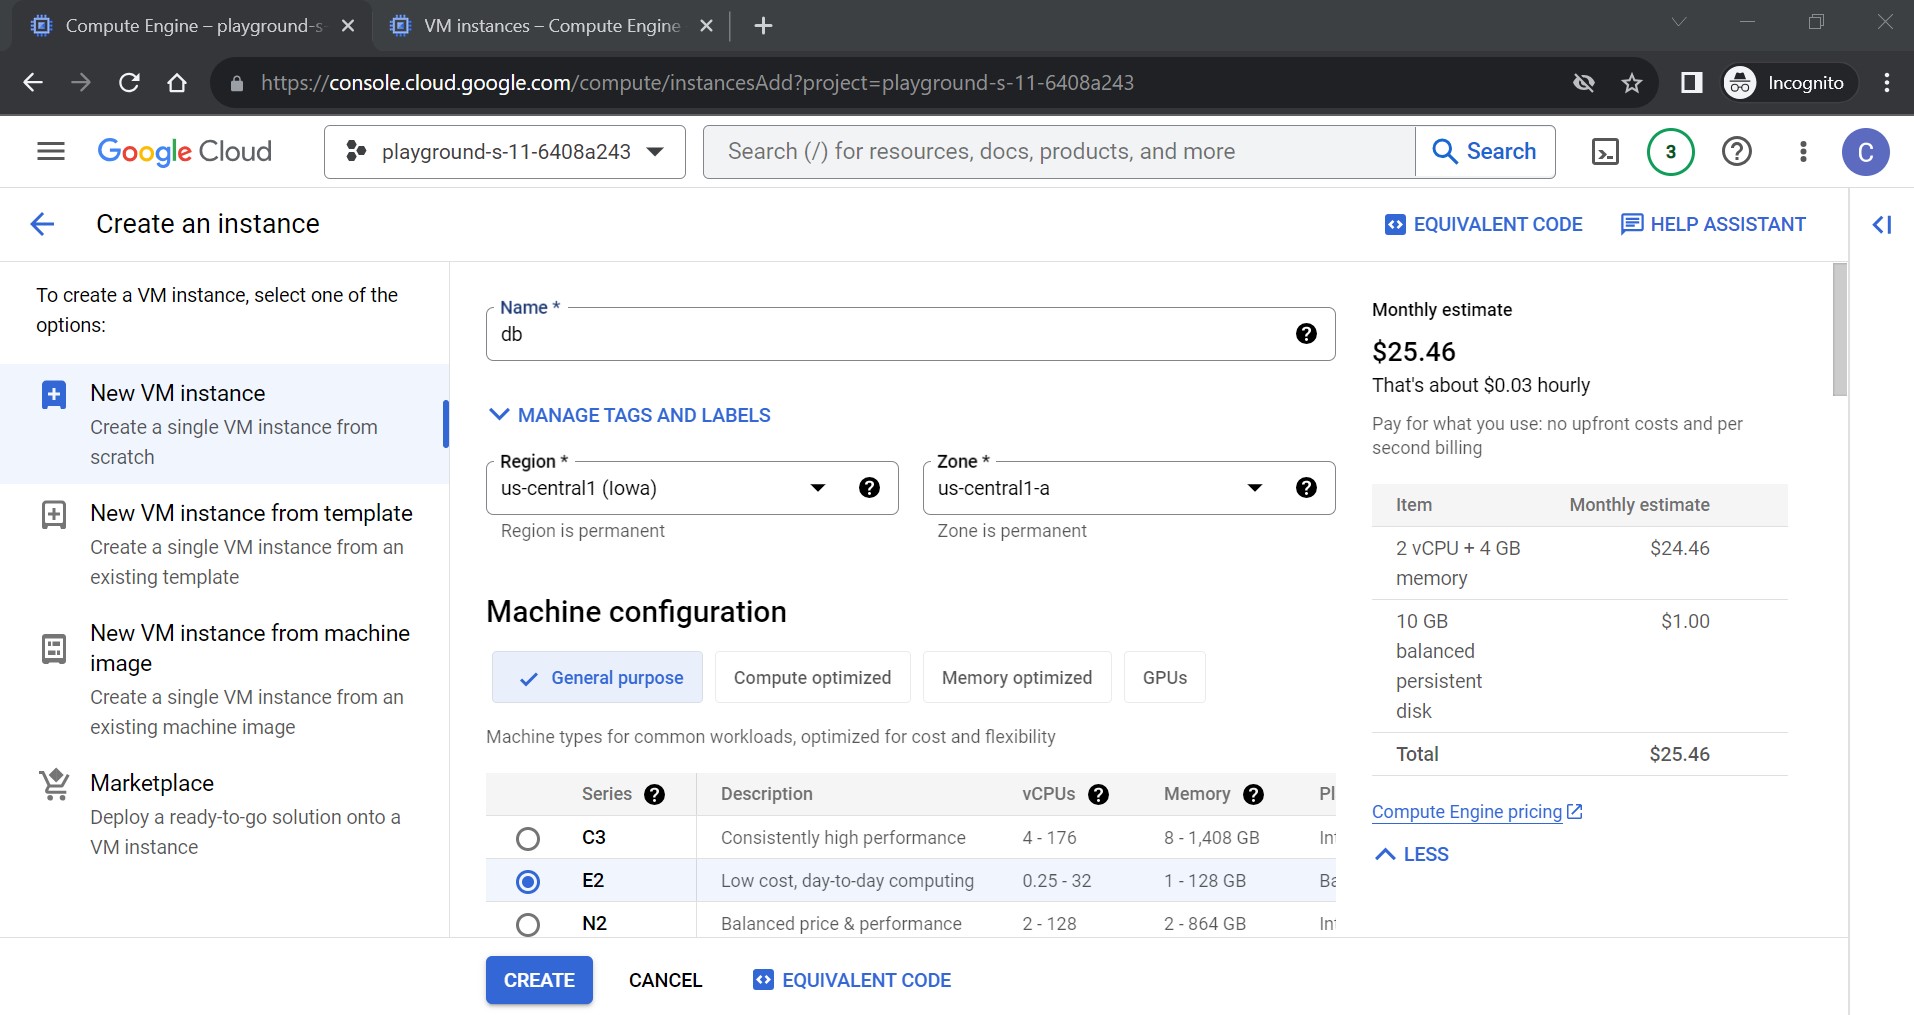 Compute Engine – playground-s-
VM instances – Compute Engine
https://console.cloud.google.com/compute/instancesAdd?project=playground-s-11-6408a243
Incognito
Google Cloud
playground-s-11-6408a243
Search (/) for resources, docs, products, and more
Search
3
C
Create an instance
EQUIVALENT CODE
HELP ASSISTANT
To create a VM instance, select one of the
options:
New VM instance
Create a single VM instance from
scratch
New VM instance from template
Create a single VM instance from an
existing template
New VM instance from machine
image
Create a single VM instance from an
existing machine image
Marketplace
Deploy a ready-to-go solution onto a
VM instance
Name *
db
MANAGE TAGS AND LABELS
Region *
us-central1 (Iowa)
Region is permanent
Zone *
us-central1-a
Zone is permanent
Machine configuration
General purpose
Compute optimized
Memory optimized
GPUs
Machine types for common workloads, optimized for cost and flexibility
Series Description vCPUs Memory Pl
C3 Consistently high performance 4 - 176 8 - 1,408 GB Int
E2 Low cost, day-to-day computing 0.25 - 32 1 - 128 GB Ba
N2 Balanced price & performance 2 - 128 2 - 864 GB Int
CREATE
CANCEL
EQUIVALENT CODE
Monthly estimate
$25.46
That's about $0.03 hourly
Pay for what you use: no upfront costs and per
second billing
Item Monthly estimate
2 vCPU + 4 GB $24.46
memory
10 GB $1.00
balanced
persistent
disk
Total $25.46
Compute Engine pricing
LESS